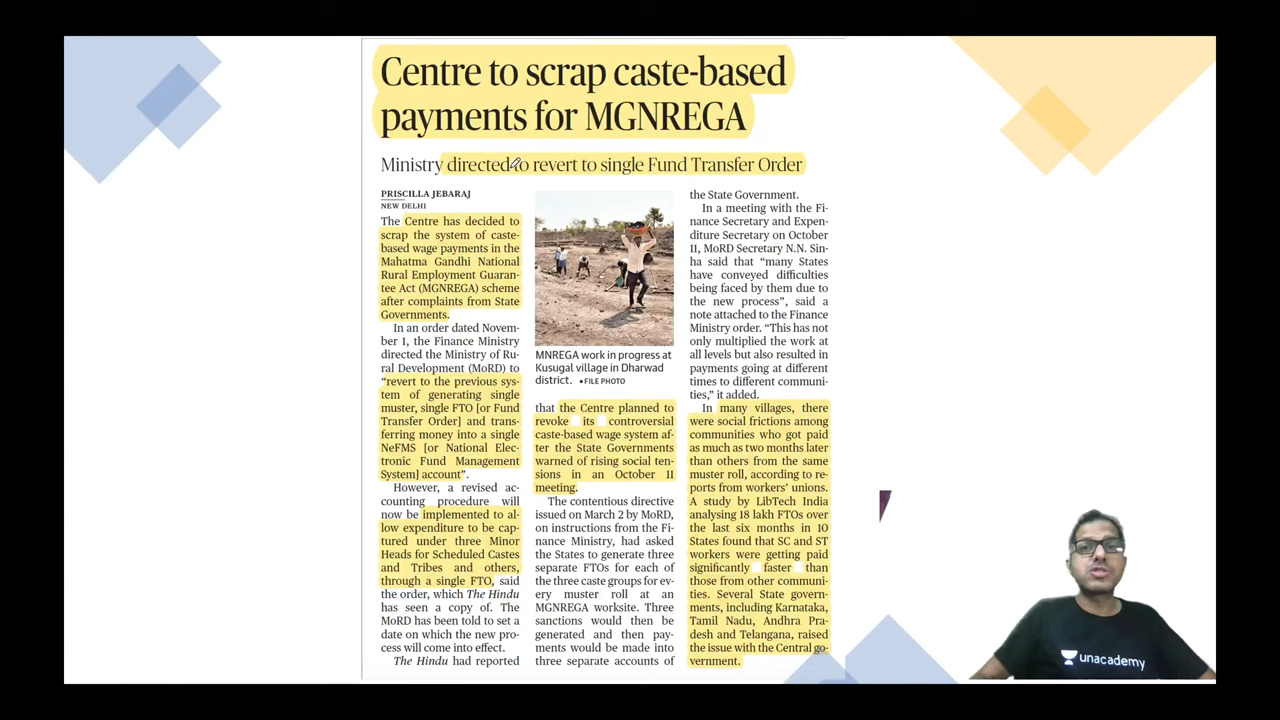 Centre to scrap caste-based
payments for MGNREGA
Ministry directed to revert to single Fund Transfer Order
PRISCILLA JEBARAJ
NEW DELHI
The Centre has decided to
scrap the system of caste-
based wage payments in the
Mahatma Gandhi National
Rural Employment Guaran-
tee Act (MGNREGA) scheme
after complaints from State
Governments.
In an order dated Novem-
ber 1, the Finance Ministry
directed the Ministry of Ru-
ral Development (MoRD) to
“revert to the previous sys-
tem of generating single
muster, single FTO [or Fund
Transfer Order] and trans-
ferring money into a single
NeFMS [or National Elec-
tronic Fund Management
System] account”.
However, a revised ac-
counting procedure will
now be implemented to al-
low expenditure to be cap-
tured under three Minor
Heads for Scheduled Castes
and Tribes and others,
through a single FTO, said
the order, which The Hindu
has seen a copy of. The
MoRD has been told to set a
date on which the new pro-
cess will come into effect.
The Hindu had reported
MNREGA work in progress at
Kusugal village in Dharwad
district. ▪FILE PHOTO
that the Centre planned to
revoke its controversial
caste-based wage system af-
ter the State Governments
warned of rising social ten-
sions in an October 11
meeting.
The contentious directive
issued on March 2 by MoRD,
on instructions from the Fi-
nance Ministry, had asked
the States to generate three
separate FTOs for each of
the three caste groups for ev-
ery muster roll at an
MGNREGA worksite. Three
sanctions would then be
generated and then pay-
ments would be made into
three separate accounts of
the State Government.
In a meeting with the Fi-
nance Secretary and Expen-
diture Secretary on October
11, MoRD Secretary N.N. Sin-
ha said that “many States
have conveyed difficulties
being faced by them due to
the new process”, said a
note attached to the Finance
Ministry order. “This has not
only multiplied the work at
all levels but also resulted in
payments going at different
times to different communi-
ties,” it added.
In many villages, there
were social frictions among
communities who got paid
as much as two months later
than others from the same
muster roll, according to re-
ports from workers’ unions.
A study by LibTech India
analysing 18 lakh FTOs over
the last six months in 10
States found that SC and ST
workers were getting paid
significantly faster than
those from other communi-
ties. Several State govern-
ments, including Karnataka,
Tamil Nadu, Andhra Pra-
desh and Telangana, raised
the issue with the Central go-
vernment.
unacademy